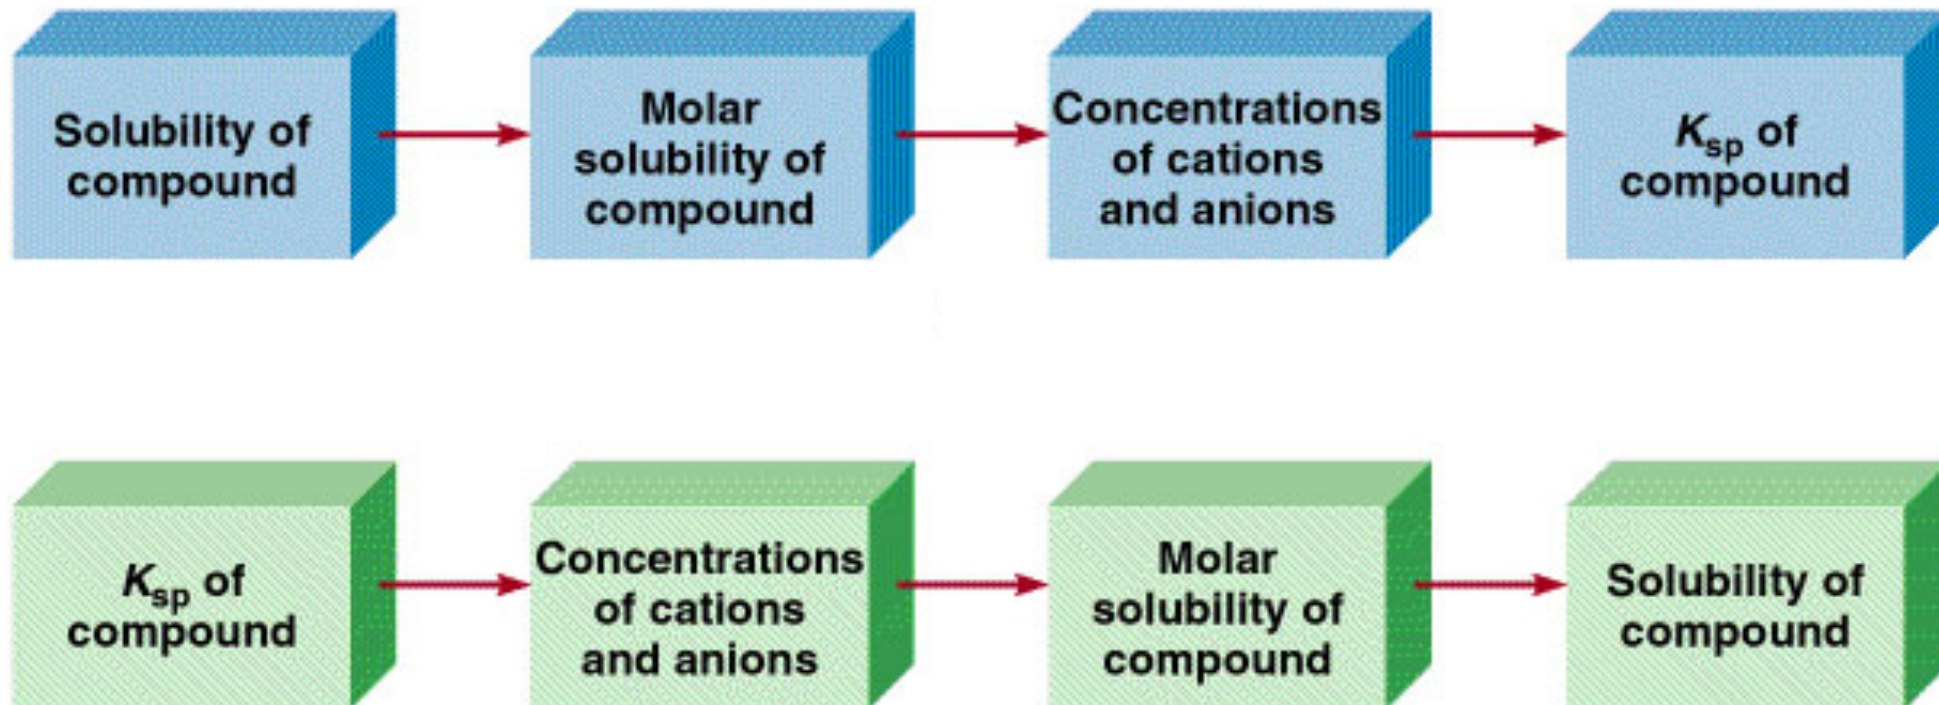 Solubility of
compound
Molar
solubility of
compound
Concentrations
of cations
and anions
Ksp of
compound
Ksp of
compound
Concentrations
of cations
and anions
Molar
solubility of
compound
Solubility of
compound